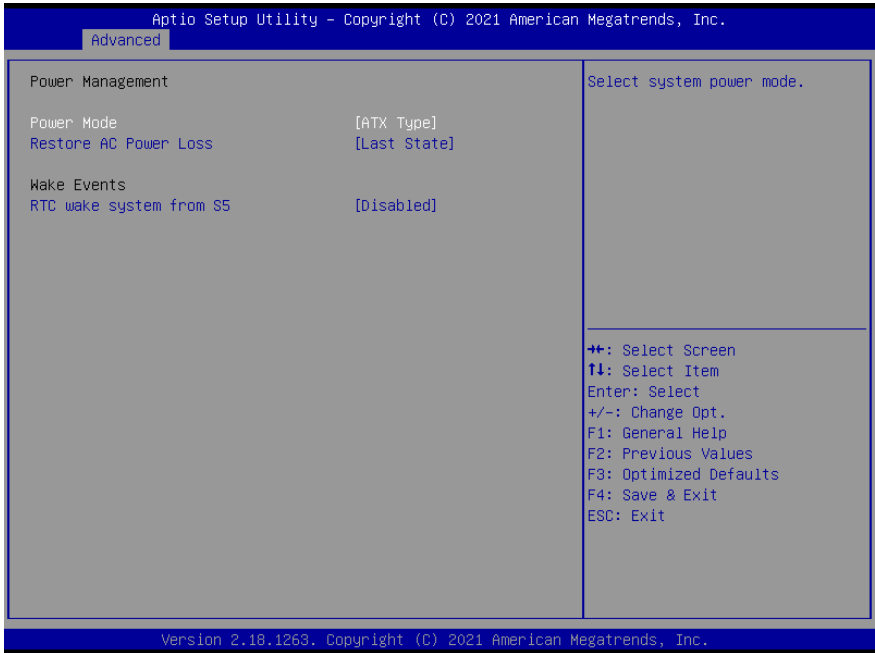 Aptio Setup Utility – Copyright (C) 2021 American Megatrends, Inc.
Advanced
Power Management
Power Mode [ATX Type]
Restore AC Power Loss [Last State]
Wake Events
RTC wake system from S5 [Disabled]
Select system power mode.
→←: Select Screen
↑↓: Select Item
Enter: Select
+/-: Change Opt.
F1: General Help
F2: Previous Values
F3: Optimized Defaults
F4: Save & Exit
ESC: Exit
Version 2.18.1263. Copyright (C) 2021 American Megatrends, Inc.